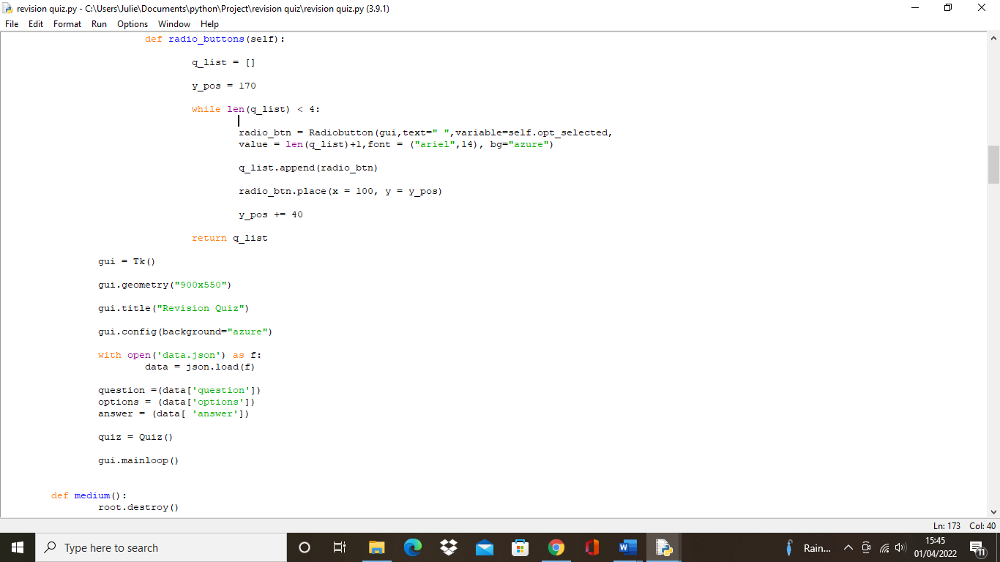 revision quiz.py - C:\Users\Julie\Documents\python\Project\revision quiz\revision quiz.py (3.9.1)
File Edit Format Run Options Window Help
def radio_buttons(self):
q_list = []
y_pos = 170
while len(q_list) < 4:
radio_btn = Radiobutton(gui,text=" ",variable=self.opt_selected,
value = len(q_list)+1,font = ("ariel",14), bg="azure")
q_list.append(radio_btn)
radio_btn.place(x = 100, y = y_pos)
y_pos += 40
return q_list
gui = Tk()
gui.geometry("900x550")
gui.title("Revision Quiz")
gui.config(background="azure")
with open('data.json') as f:
data = json.load(f)
question =(data['question'])
options = (data['options'])
answer = (data[ 'answer'])
quiz = Quiz()
gui.mainloop()
def medium():
root.destroy()
Ln: 173 Col: 40
Type here to search
Rain...
15:45
01/04/2022
11